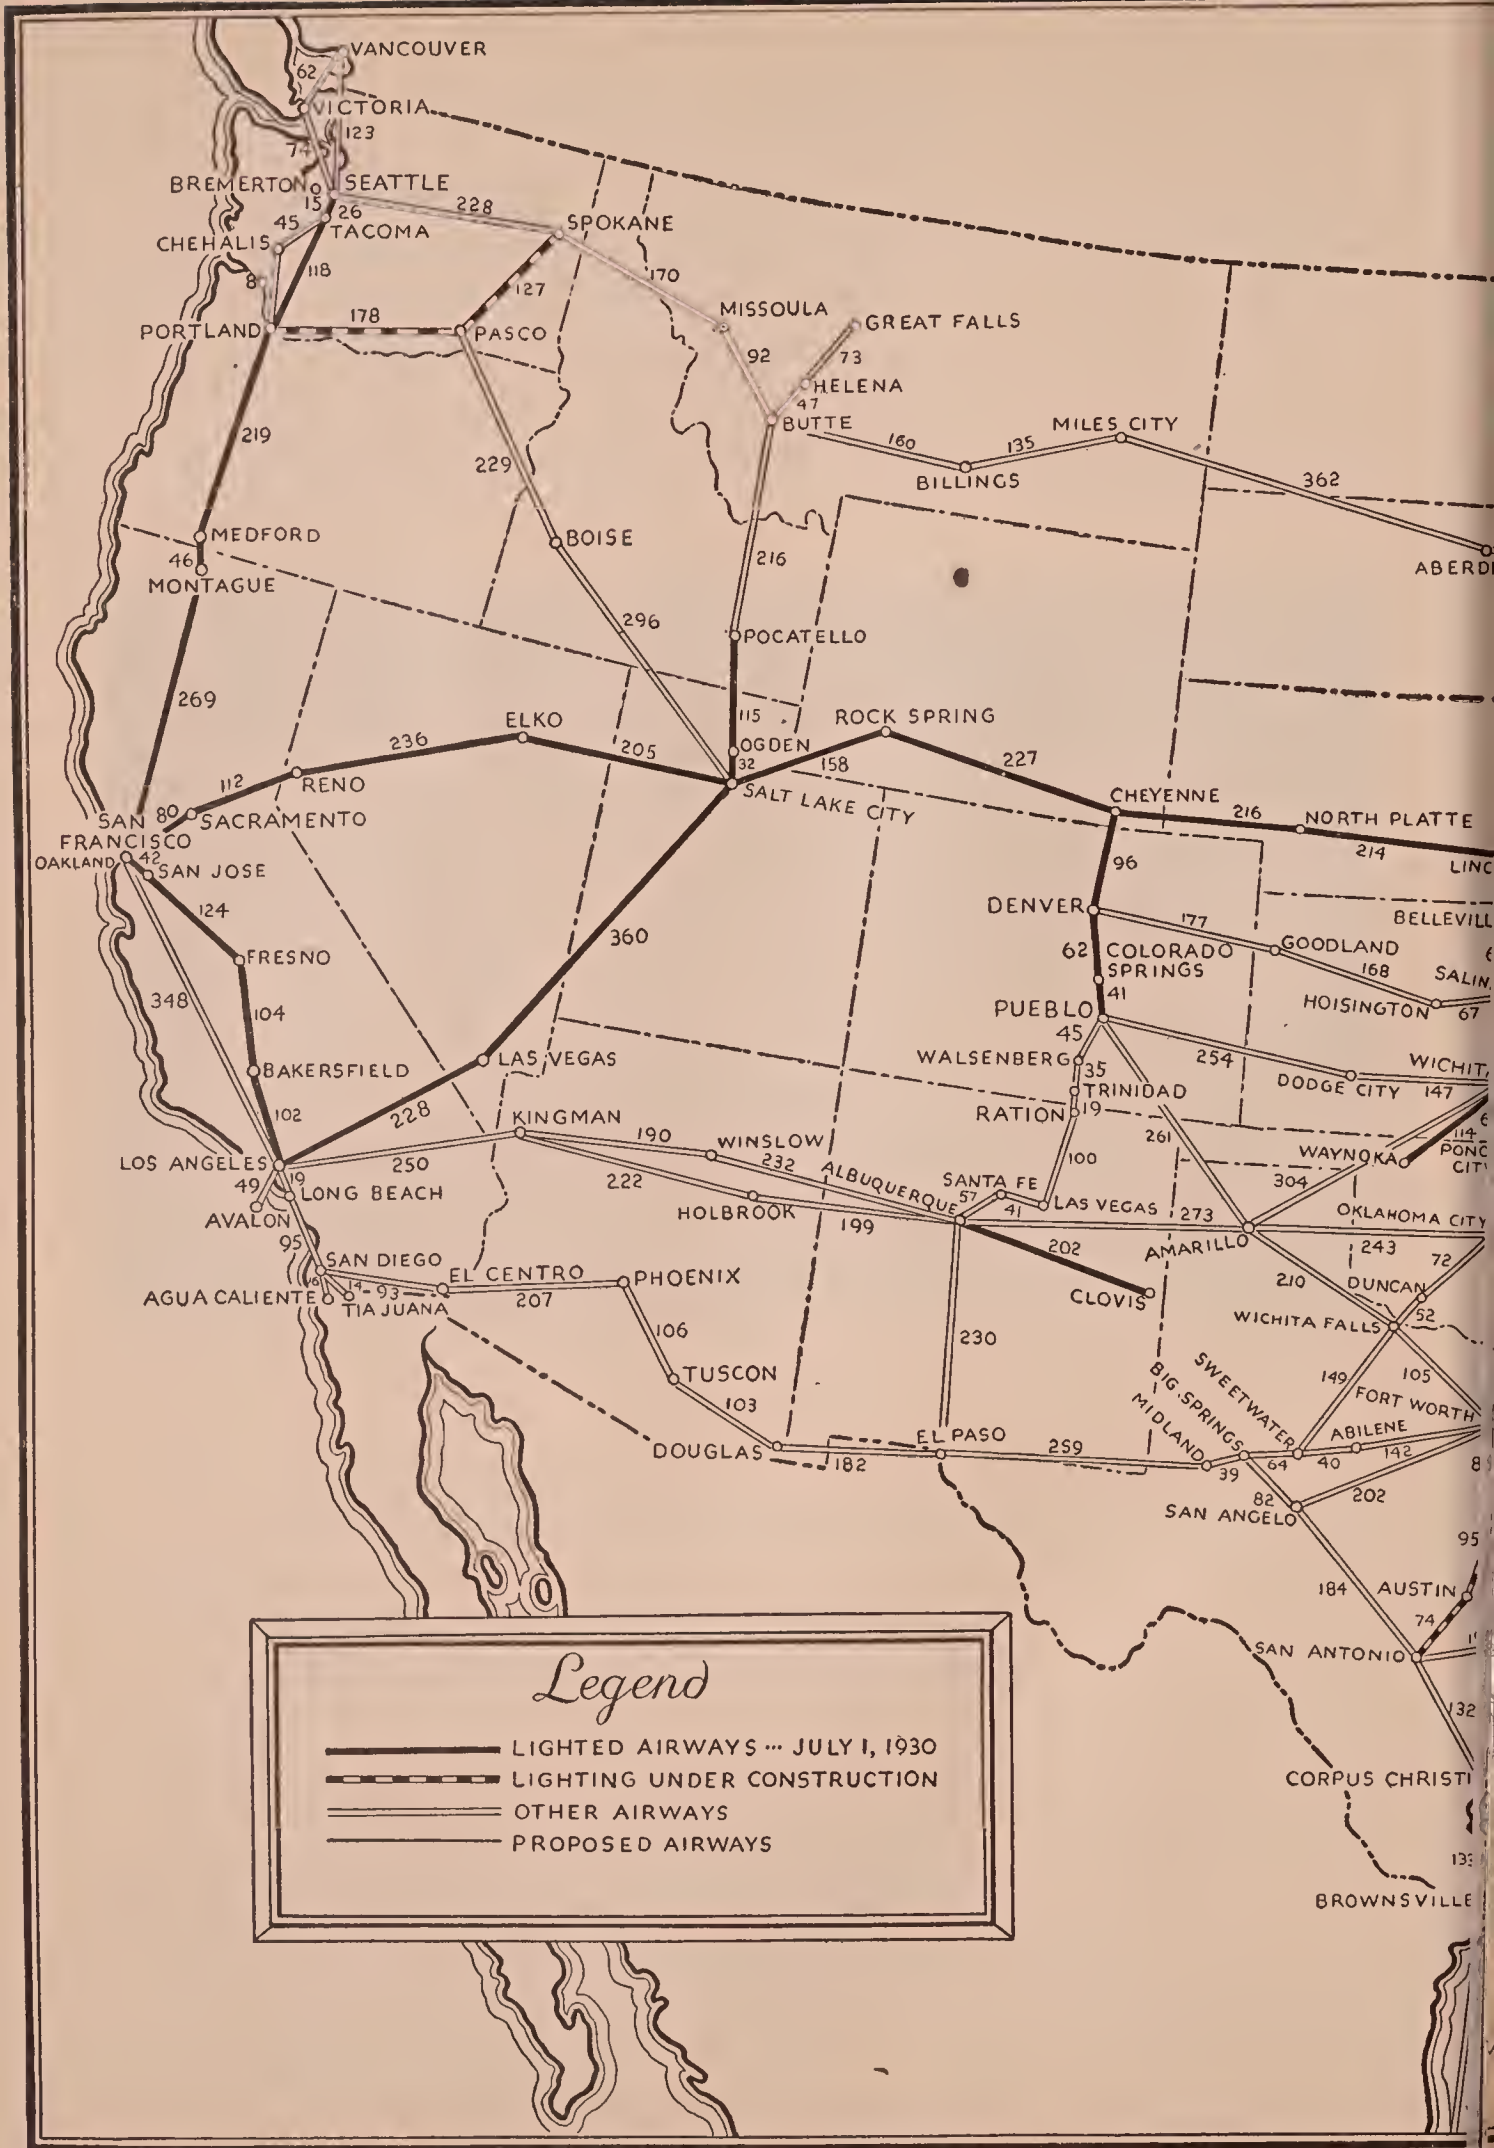 VANCOUVER
62
VICTORIA
123
74
BREMERTON
SEATTLE
15
26
228
SPOKANE
45
TACOMA
CHEHALIS
118
170
127
8
178
MISSOULA
GREAT FALLS
PORTLAND
PASCO
92
73
HELENA
47
BUTTE
MILES CITY
219
160
135
229
BILLINGS
362
MEDFORD
BOISE
46
216
ABERD
MONTAGUE
296
POCATELLO
269
115
ROCK SPRING
ELKO
236
205
OGDEN
32
158
227
112
RENO
SALT LAKE CITY
CHEYENNE
216
NORTH PLATTE
80
SAN
FRANCISCO
SACRAMENTO
214
OAKLAND
42
SAN JOSE
96
LINC
124
DENVER
177
BELLEVILL
360
62
COLORADO
SPRINGS
GOODLAND
FRESNO
168
SALIN
348
41
HOISINGTON
67
104
PUEBLO
45
254
LAS VEGAS
WALSENBERG
35
WICHIT
BAKERSFIELD
DODGE CITY
147
102
228
TRINIDAD
KINGMAN
RATION
19
190
WINSLOW
261
114
LOS ANGELES
250
232
100
WAYNOKA
PONC
CITY
19
222
ALBUQUERQUE
SANTA FE
304
49
LONG BEACH
57
41
LAS VEGAS
AVALON
HOLBROOK
199
273
OKLAHOMA CITY
95
202
AMARILLO
243
72
SAN DIEGO
EL CENTRO
PHOENIX
210
DUNCAN
16
14
93
207
CLOVIS
AGUA CALIENTE
TIA JUANA
52
WICHITA FALLS
106
230
SWEETWATER
149
105
TUSCON
BIG SPRINGS
FORT WORTH
103
MIDLAND
ABILENE
DOUGLAS
EL PASO
259
142
182
39
64
40
8
82
202
SAN ANGELO
95
184
AUSTIN
74
SAN ANTONIO
132
CORPUS CHRISTI
133
BROWNSVILLE
Legend
LIGHTED AIRWAYS ··· JULY 1, 1930
LIGHTING UNDER CONSTRUCTION
OTHER AIRWAYS
PROPOSED AIRWAYS